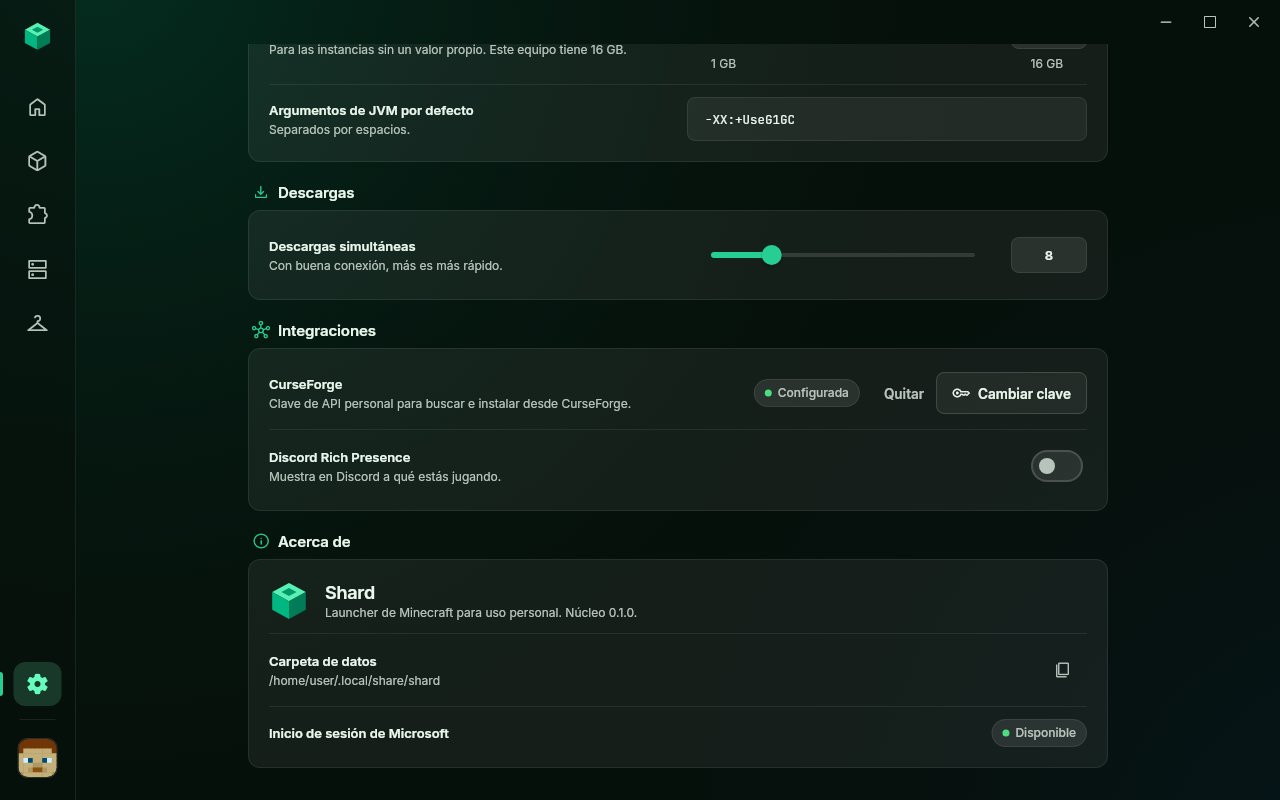 Para las instancias sin un valor propio. Este equipo tiene 16 GB.
1 GB
16 GB
Argumentos de JVM por defecto
Separados por espacios.
-XX:+UseG1GC
Descargas
Descargas simultáneas
Con buena conexión, más es más rápido.
8
Integraciones
CurseForge
Clave de API personal para buscar e instalar desde CurseForge.
Configurada
Quitar
Cambiar clave
Discord Rich Presence
Muestra en Discord a qué estás jugando.
Acerca de
Shard
Launcher de Minecraft para uso personal. Núcleo 0.1.0.
Carpeta de datos
/home/user/.local/share/shard
Inicio de sesión de Microsoft
Disponible